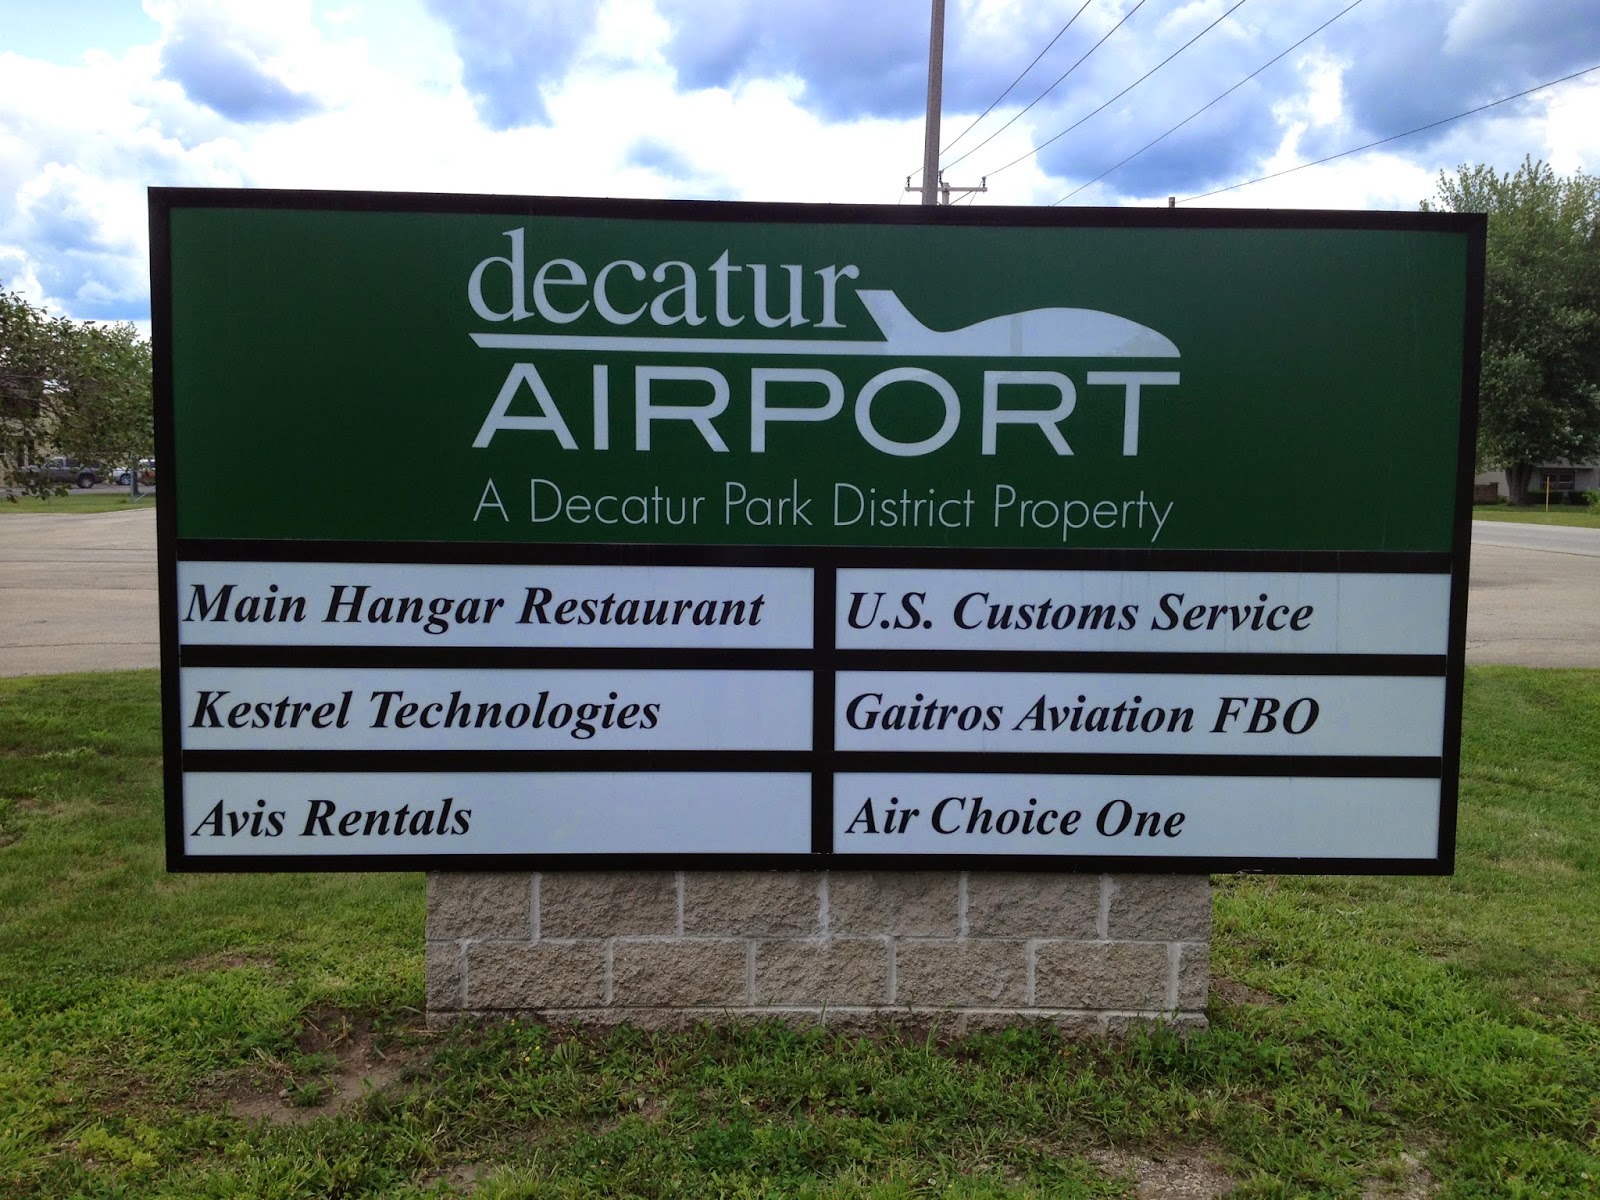 decatur
AIRPORT
A Decatur Park District Property
Main Hangar Restaurant
U.S. Customs Service
Kestrel Technologies
Gaitros Aviation FBO
Avis Rentals
Air Choice One